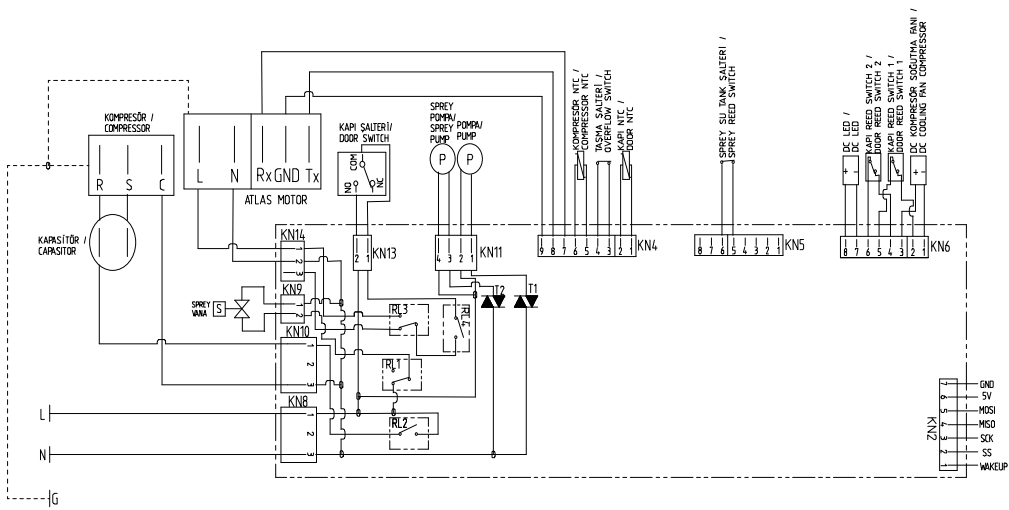 KOMPRESÖR /
COMPRESSOR
R S C
KAPASİTÖR /
CAPASITOR
L N Rx GND Tx
ATLAS MOTOR
KAPI ŞALTERİ/
DOOR SWITCH
COM
NO NC
SPREY
POMPA/
SPREY
PUMP
POMPA/
PUMP
P P
KOMPRESÖR NTC /
COMPRESSOR NTC
TAŞMA ŞALTERİ /
OVERFLOW SWITCH
KAPI NTC /
DOOR NTC
SPREY SU TANK ŞALTERİ /
SPREY REED SWITCH
DC LED /
DC LED
+ -
KAPI REED SWITCH 2 /
DOOR REED SWITCH 2
KAPI REED SWITCH 1 /
DOOR REED SWITCH 1
DC KOMPRESÖR SOĞUTMA FANI /
DC COOLING FAN COMPRESSOR
+ -
KN14
1
2
3
KN13
2 1
KN11
4 3 2 1
KN4
9 8 7 6 5 4 3 2 1
KN5
8 7 6 5 4 3 2 1
KN6
8 7 6 5 4 3 2 1
SPREY
VANA
S
KN9
1
2
KN10
1
2
3
KN8
1
2
3
RL3
RL4
RL1
RL2
T2
T1
L
N
G
KN2
7 GND
6 5V
5 MOSI
4 MISO
3 SCK
2 SS
1 WAKEUP